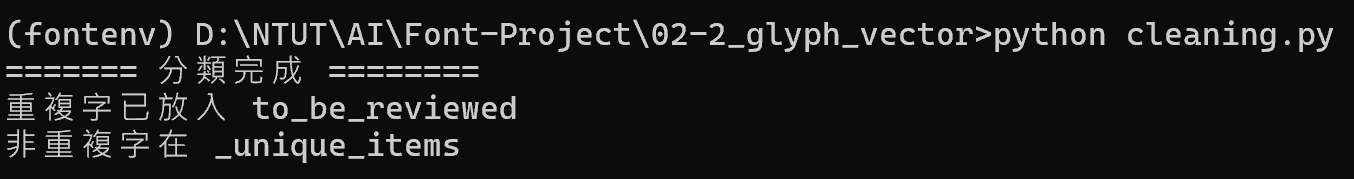 (fontenv) D:\NTUT\AI\Font-Project\02-2_glyph_vector>python cleaning.py
======= 分類完成 ========
重複字已放入 to_be_reviewed
非重複字在 _unique_items